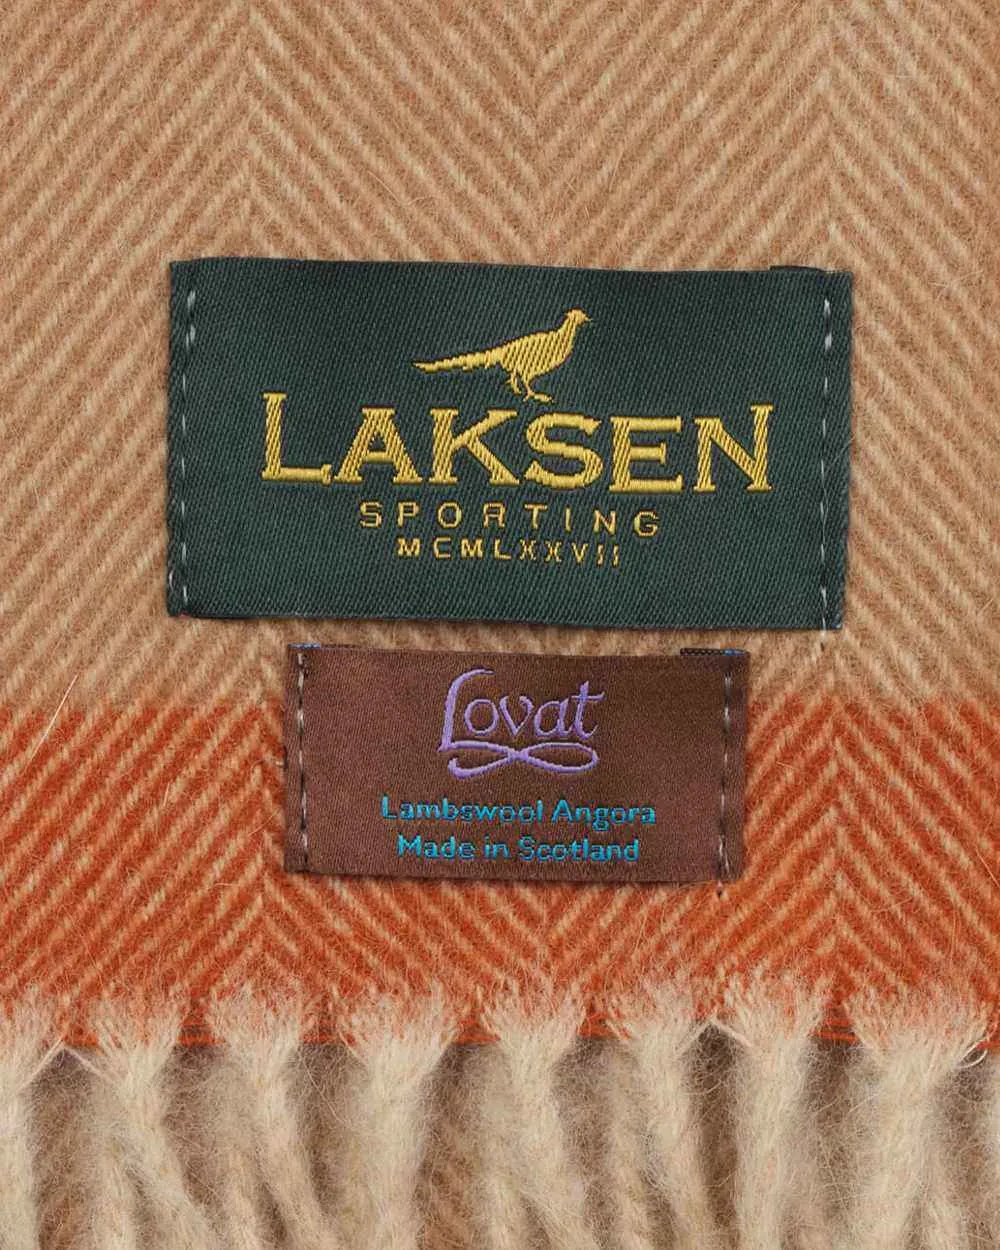 LAKSEN
SPORTING
MCMLXXVII
Lovat
Lambswool Angora
Made in Scotland